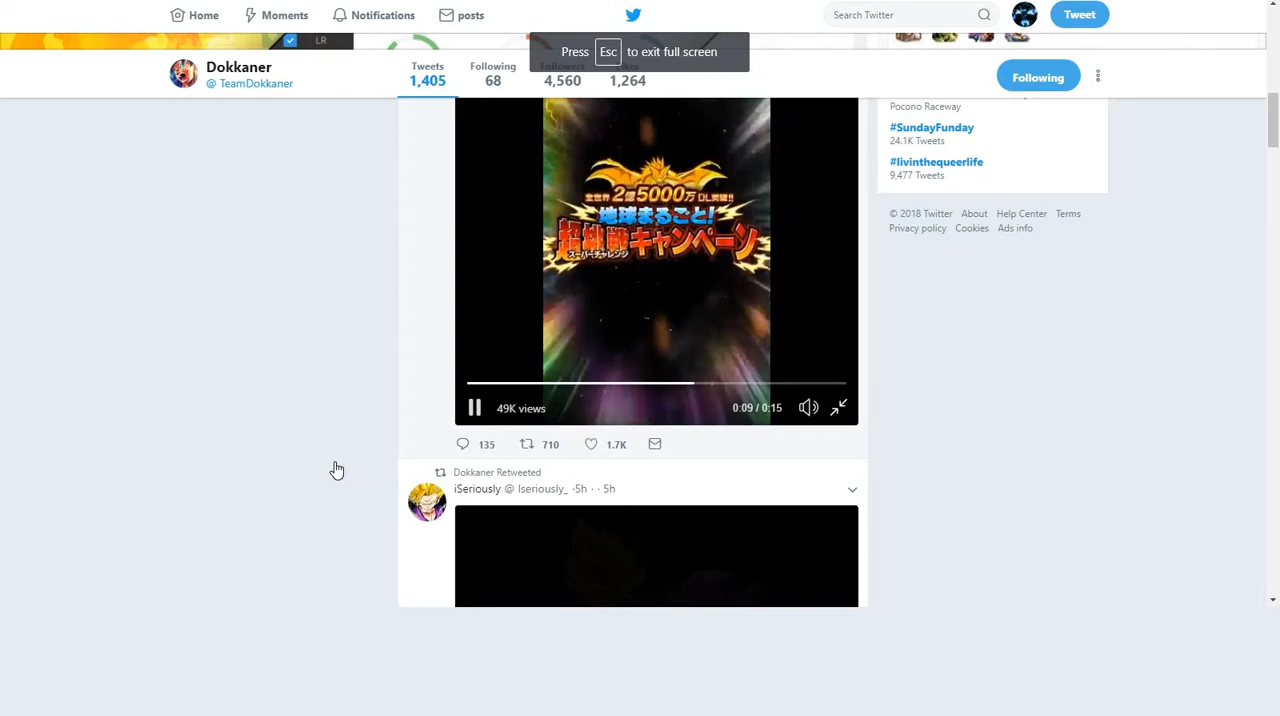 Home Moments Notifications posts Search Twitter Tweet
LR
Press Esc to exit full screen
Dokkaner
@ TeamDokkaner
Tweets 1,405
Following 68
4,560
Likes 1,264
Following
Pocono Raceway
#SundayFunday
24.1K Tweets
#livinthequeerlife
9,477 Tweets
© 2018 Twitter About Help Center Terms
Privacy policy Cookies Ads info
全世界2億5000万DL突破!!
地球まるごと!
超挑戦キャンペーン
スーパーチャレンジ
49K views 0:09 / 0:15
135 710 1.7K
Dokkaner Retweeted
iSeriously @ Iseriously_ ·5h · · 5h